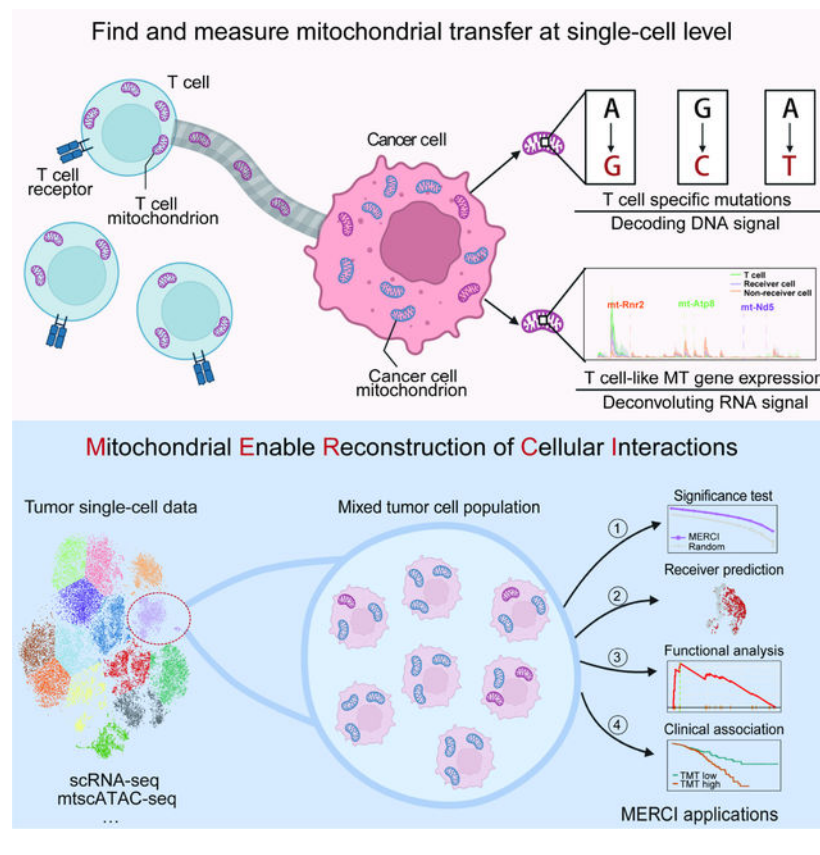 Find and measure mitochondrial transfer at single-cell level
T cell
T cell
receptor
T cell
mitochondrion
Cancer cell
Cancer cell
mitochondrion
A
G
A
G
C
T
T cell specific mutations
Decoding DNA signal
T cell
Receiver cell
Non-receiver cell
mt-Rnr2
mt-Atp8
mt-Nd5
T cell-like MT gene expression
Deconvoluting RNA signal
Mitochondrial Enable Reconstruction of Cellular Interactions
Tumor single-cell data
Mixed tumor cell population
scRNA-seq
mtscATAC-seq
...
1
2
3
4
Significance test
MERCI
Random
Receiver prediction
Functional analysis
Clinical association
TMT low
TMT high
MERCI applications